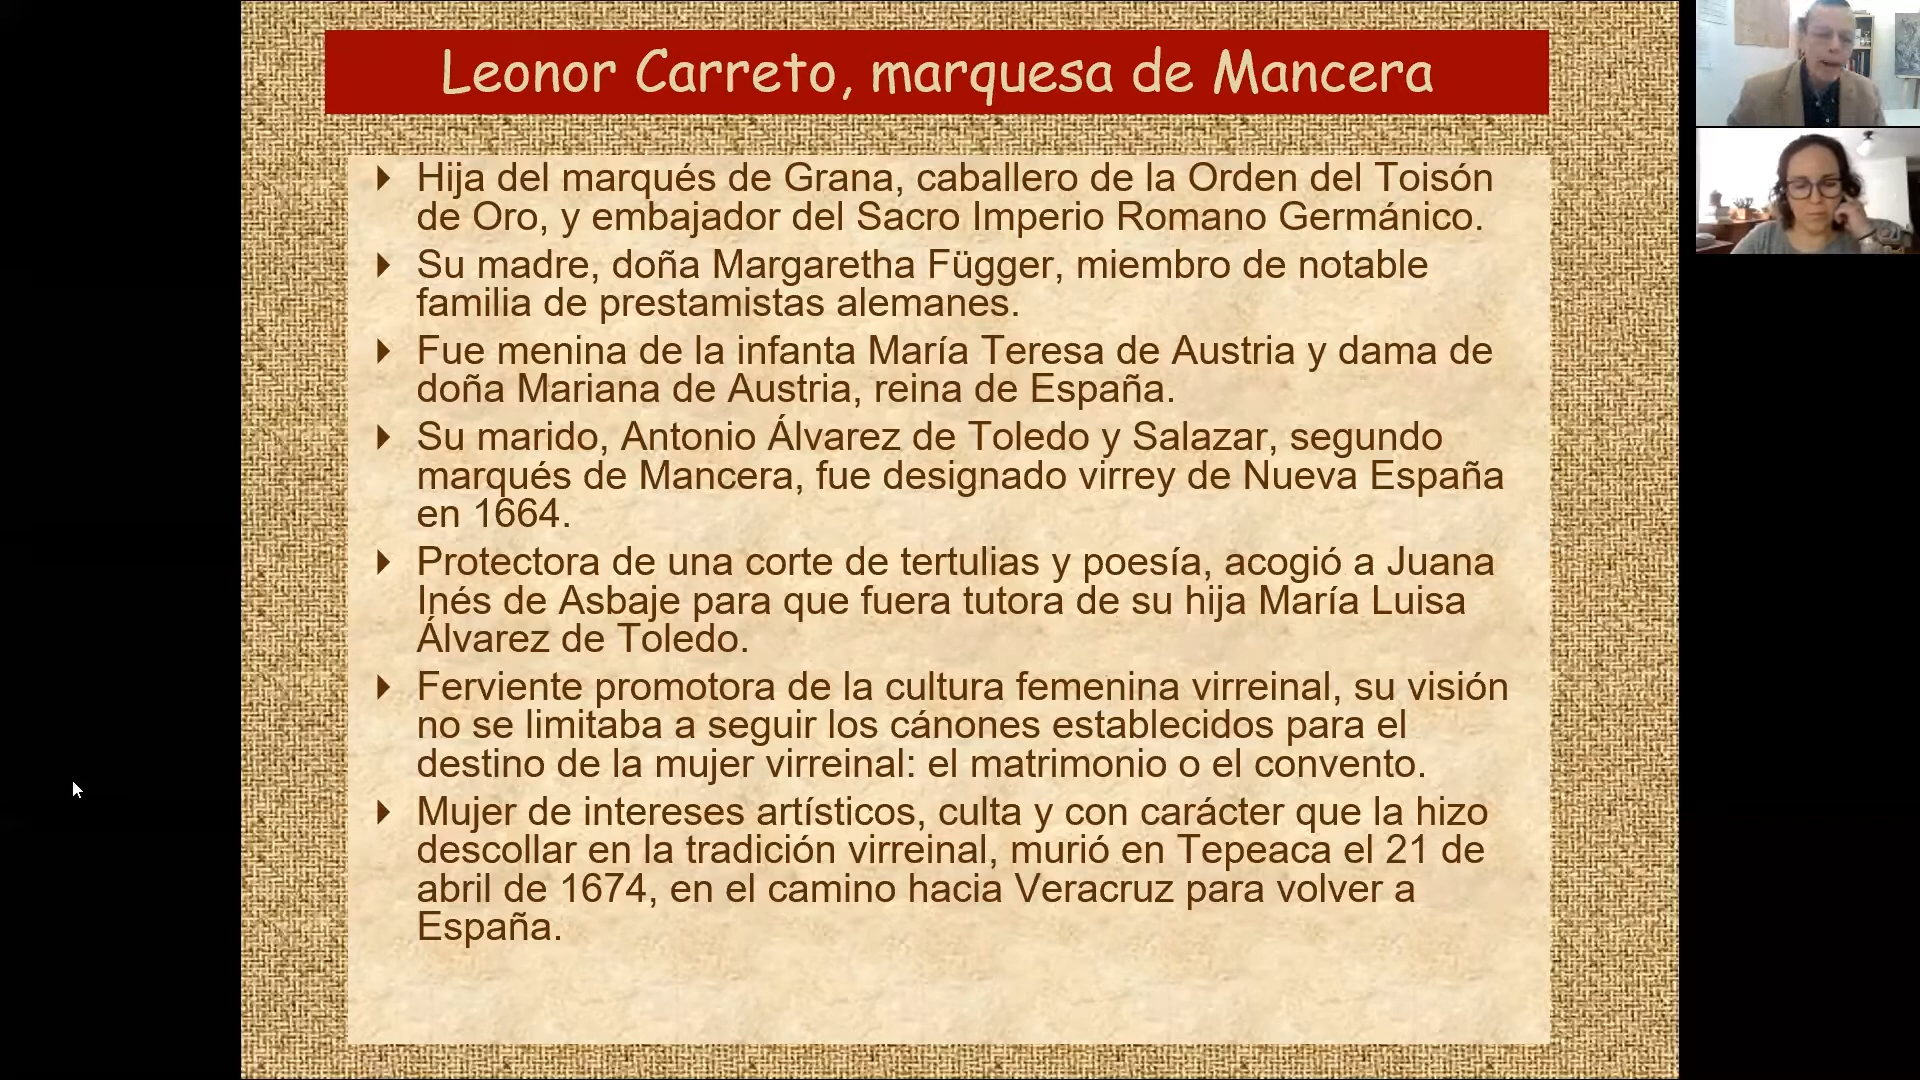 Leonor Carreto, marquesa de Mancera
Hija del marqués de Grana, caballero de la Orden del Toisón
de Oro, y embajador del Sacro Imperio Romano Germánico.
Su madre, doña Margaretha Függer, miembro de notable
familia de prestamistas alemanes.
Fue menina de la infanta María Teresa de Austria y dama de
doña Mariana de Austria, reina de España.
Su marido, Antonio Álvarez de Toledo y Salazar, segundo
marqués de Mancera, fue designado virrey de Nueva España
en 1664.
Protectora de una corte de tertulias y poesía, acogió a Juana
Inés de Asbaje para que fuera tutora de su hija María Luisa
Álvarez de Toledo.
Ferviente promotora de la cultura femenina virreinal, su visión
no se limitaba a seguir los cánones establecidos para el
destino de la mujer virreinal: el matrimonio o el convento.
Mujer de intereses artísticos, culta y con carácter que la hizo
descollar en la tradición virreinal, murió en Tepeaca el 21 de
abril de 1674, en el camino hacia Veracruz para volver a
España.